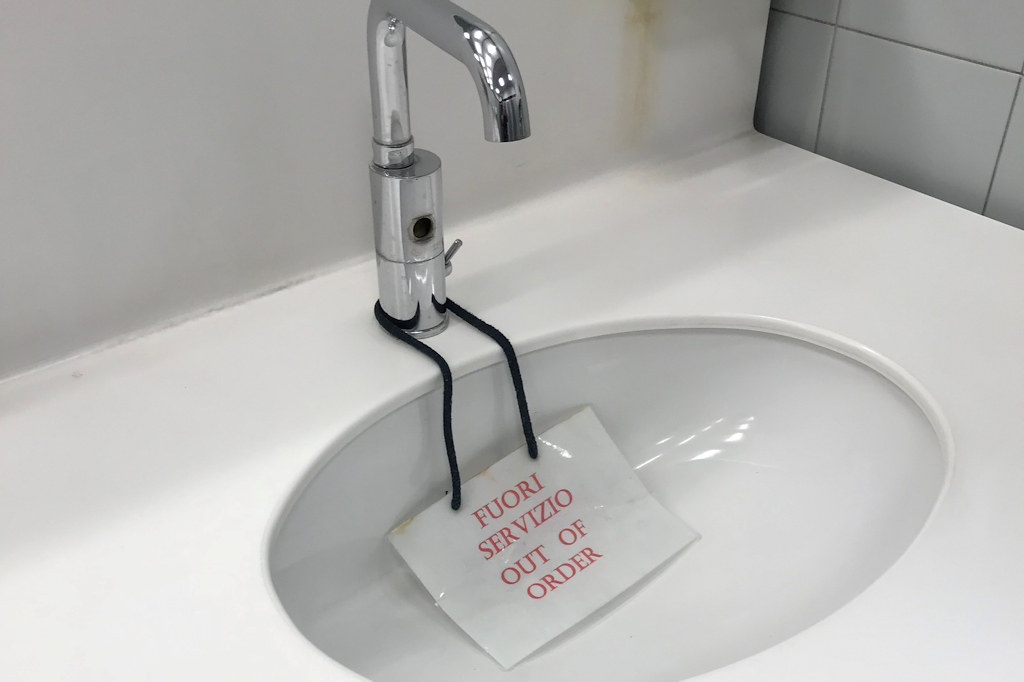 FUORI
SERVIZIO
OUT OF
ORDER